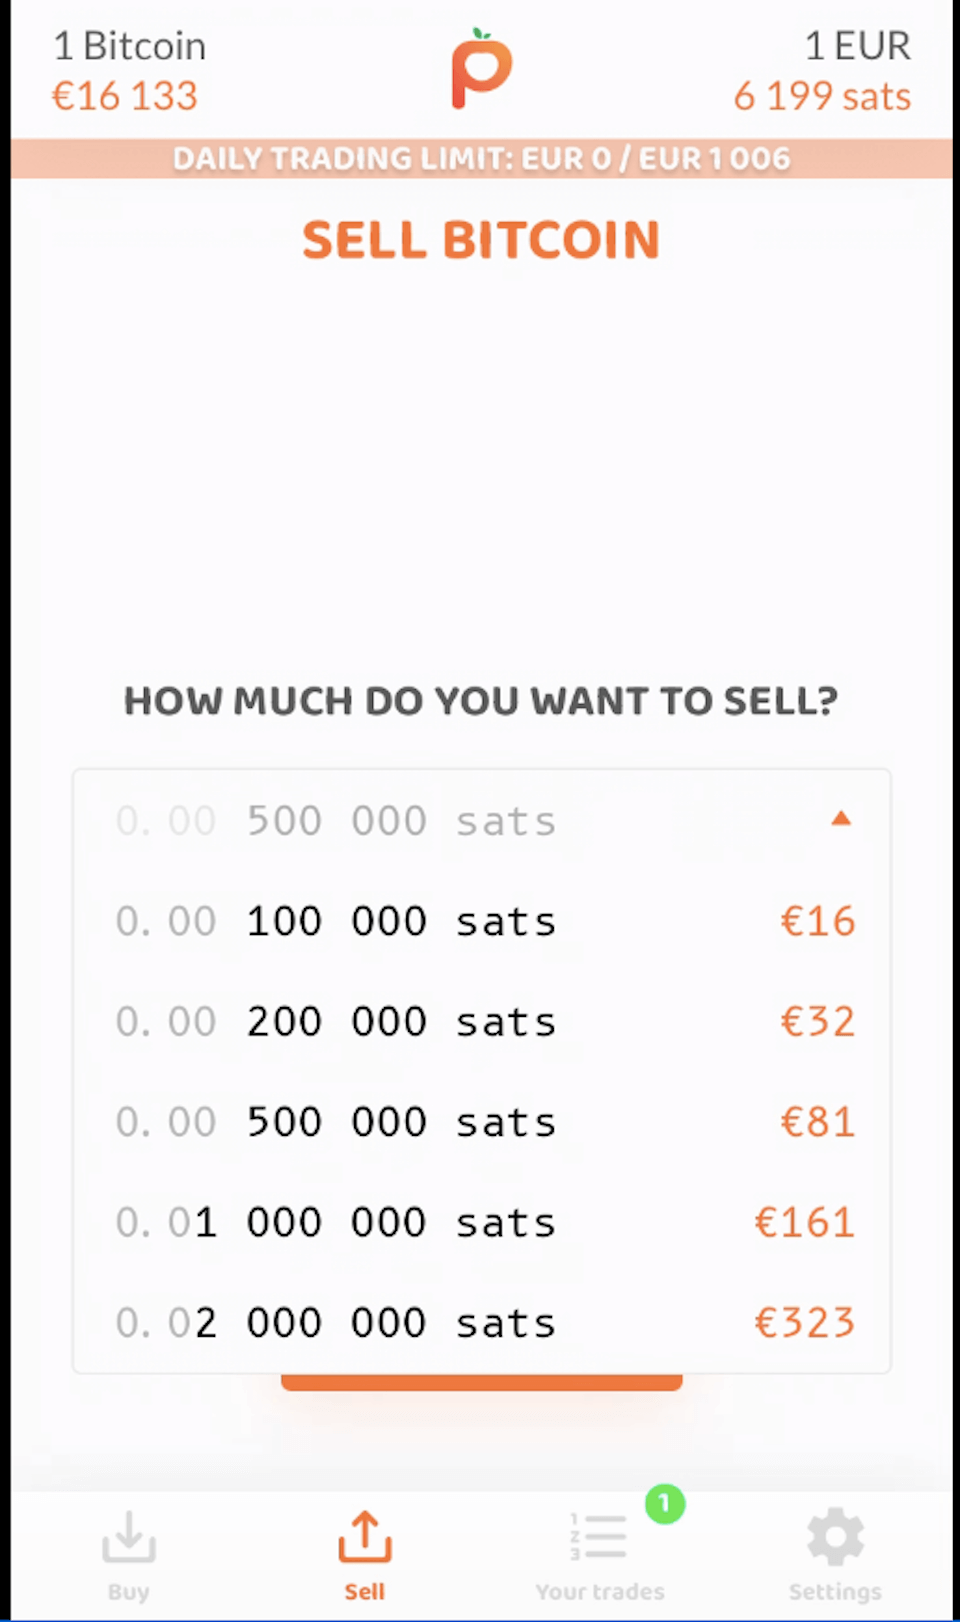 1 Bitcoin
€16 133
1 EUR
6 199 sats
DAILY TRADING LIMIT: EUR 0 / EUR 1 006
SELL BITCOIN
HOW MUCH DO YOU WANT TO SELL?
0. 00 500 000 sats
0. 00 100 000 sats €16
0. 00 200 000 sats €32
0. 00 500 000 sats €81
0. 01 000 000 sats €161
0. 02 000 000 sats €323
1
1
2
3
Buy
Sell
Your trades
Settings